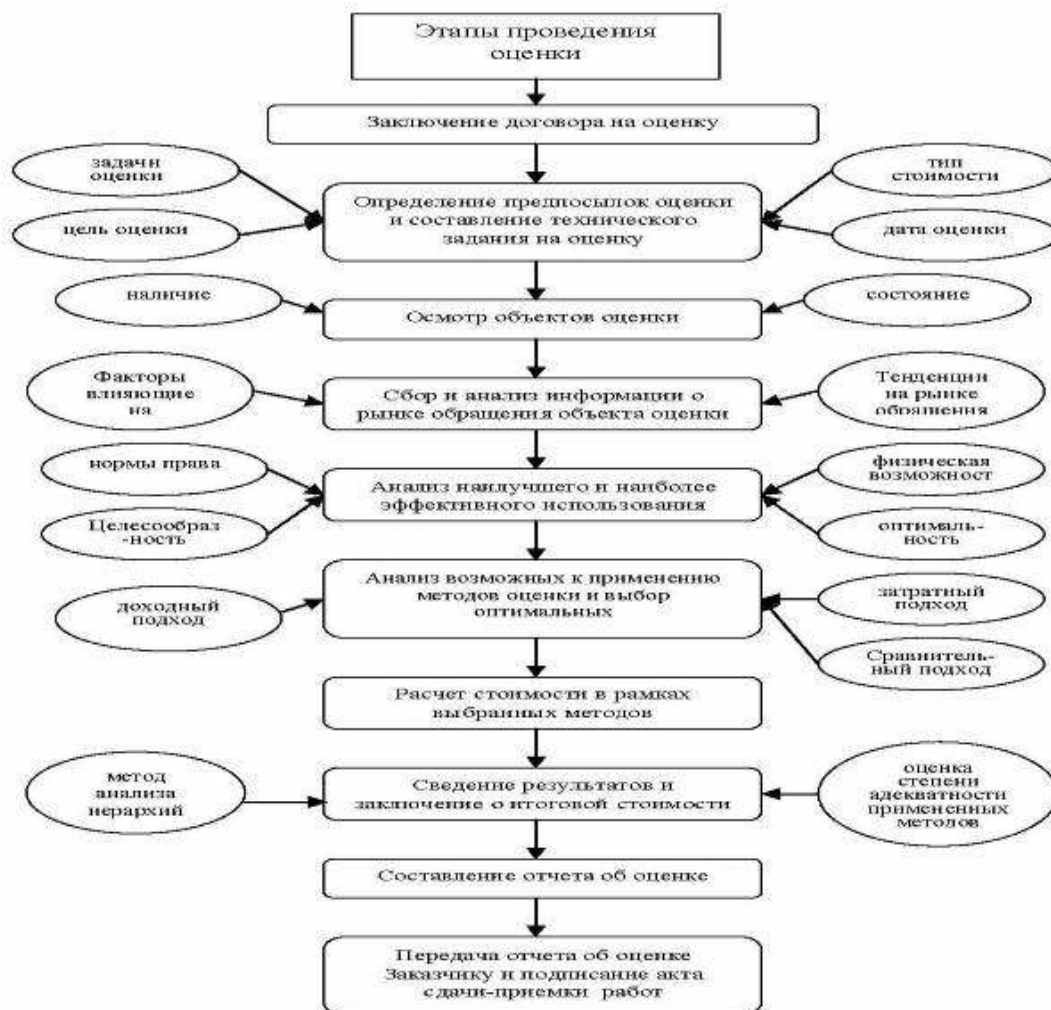 Этапы проведения
оценки
Заключение договора на оценку
задачи
оценки
тип
стоимости
Определение предпосылок оценки
и составление технического
задания на оценку
цель оценки
дата оценки
наличие
состояние
Осмотр объектов оценки
Факторы
влияющие
на
Тенденции
на рынке
обращения
Сбор и анализ информации о
рынке обращения объекта оценки
нормы права
физическая
возможност
Анализ наилучшего и наиболее
эффективного использования
Целесообраз
-ность
оптималь-
ность
Анализ возможных к применению
методов оценки и выбор
оптимальных
доходный
подход
затратный
подход
Сравнитель-
ный подход
Расчет стоимости в рамках
выбранных методов
метод
анализа
иерархий
оценка
степени
адекватности
примененных
методов
Сведение результатов и
заключение о итоговой стоимости
Составление отчета об оценке
Передача отчета об оценке
Заказчику и подписание акта
сдачи-приемки работ